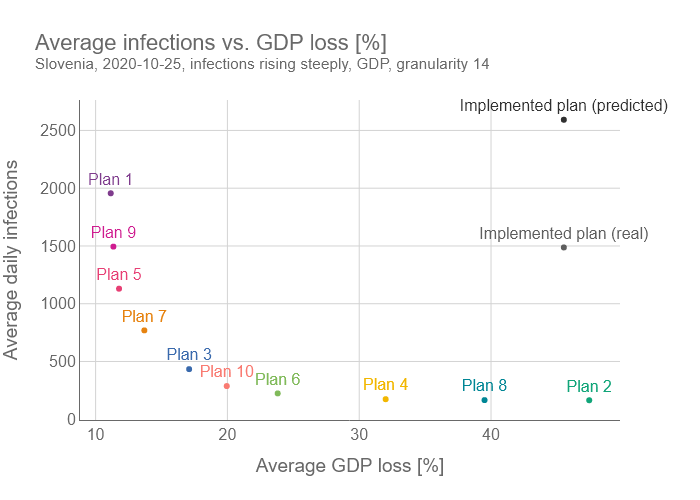 Average infections vs. GDP loss [%]
Slovenia, 2020-10-25, infections rising steeply, GDP, granularity 14
Implemented plan (predicted)
2500
Plan 1
2000
Plan 9
Implemented plan (real)
1500
Plan 5
1000
Plan 7
Plan 3
500
Plan 10
Plan 6
Plan 4
Plan 8
Plan 2
0
10
20
30
40
Average daily infections
Average GDP loss [%]